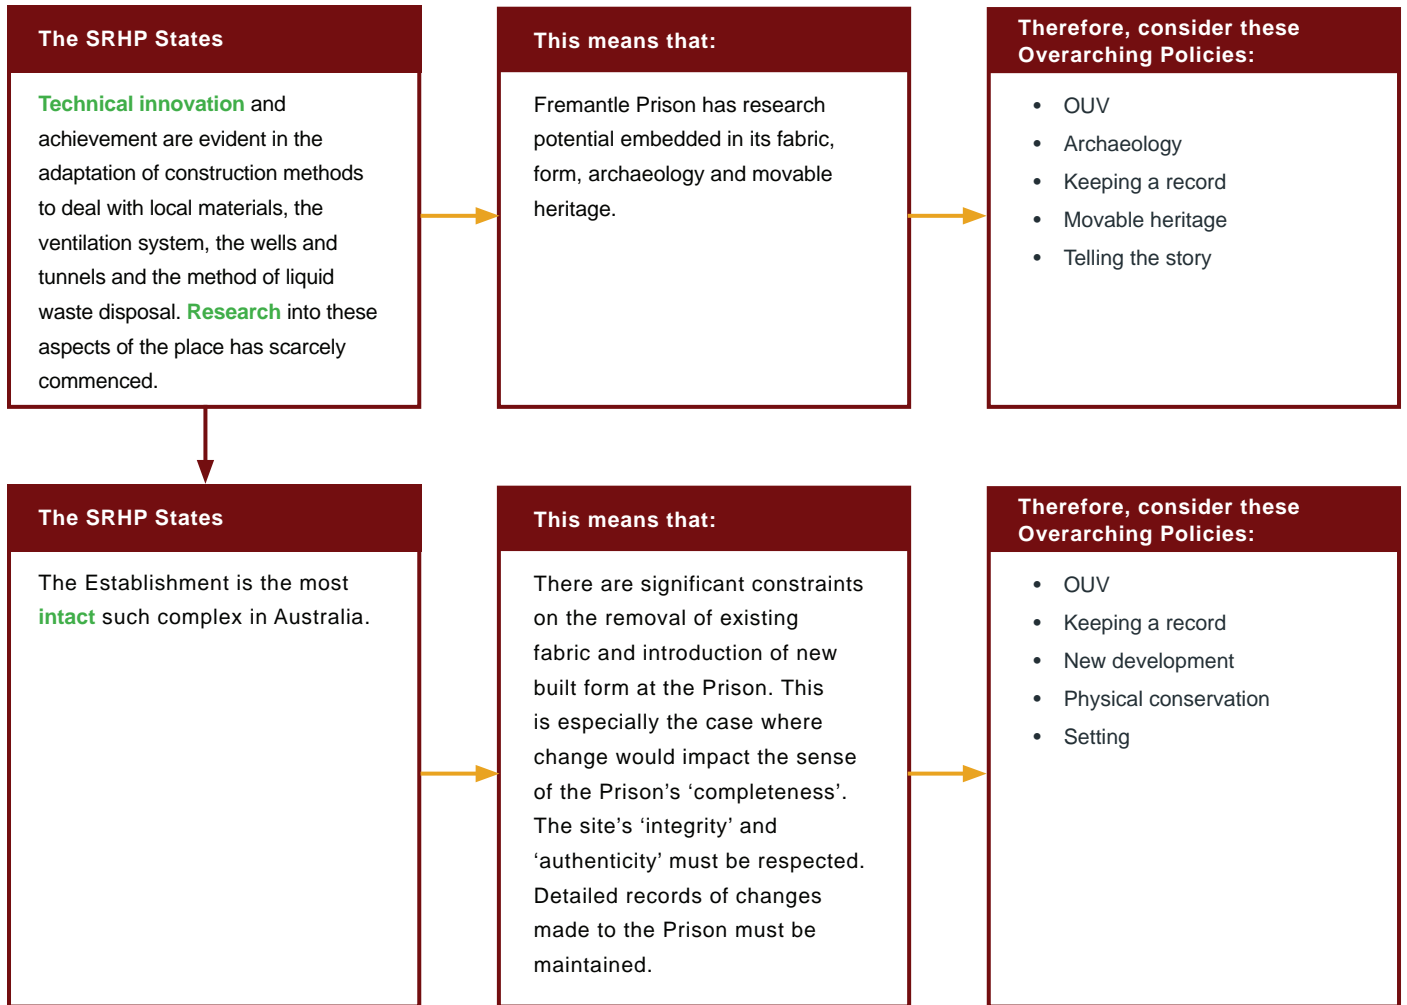 The SRHP States
Technical innovation and
achievement are evident in the
adaptation of construction methods
to deal with local materials, the
ventilation system, the wells and
tunnels and the method of liquid
waste disposal. Research into these
aspects of the place has scarcely
commenced.
This means that:
Fremantle Prison has research
potential embedded in its fabric,
form, archaeology and movable
heritage.
Therefore, consider these
Overarching Policies:
• OUV
• Archaeology
• Keeping a record
• Movable heritage
• Telling the story
The SRHP States
The Establishment is the most
intact such complex in Australia.
This means that:
There are significant constraints
on the removal of existing
fabric and introduction of new
built form at the Prison. This
is especially the case where
change would impact the sense
of the Prison’s ‘completeness’.
The site’s ‘integrity’ and
‘authenticity’ must be respected.
Detailed records of changes
made to the Prison must be
maintained.
Therefore, consider these
Overarching Policies:
• OUV
• Keeping a record
• New development
• Physical conservation
• Setting